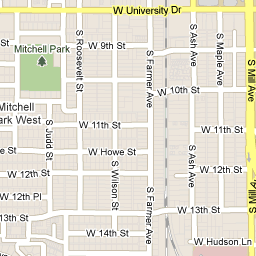 W University Dr
Mitchell Park
W 9th St
S Roosevelt St
S Farmer Ave
S Ash Ave
S Maple Ave
S Mill Ave
W 10th St
Mitchell
Park West
W 11th St
W 11th St
S Judd St
W Howe St
S Ash Ave
W 12th St
W 12th St
S Wilson St
S Farmer Ave
W 12th Pl
W 13th St
W 13th St
W 14th St
W Hudson Ln